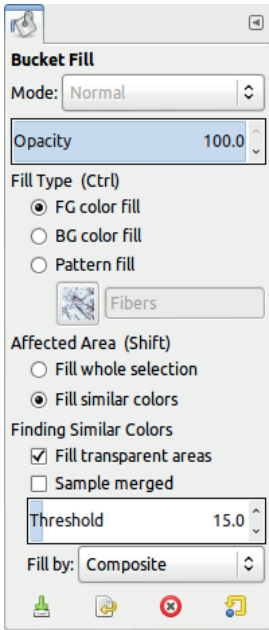 Bucket Fill
Mode: Normal
Opacity 100.0
Fill Type (Ctrl)
FG color fill
BG color fill
Pattern fill
Fibers
Affected Area (Shift)
Fill whole selection
Fill similar colors
Finding Similar Colors
Fill transparent areas
Sample merged
Threshold 15.0
Fill by: Composite